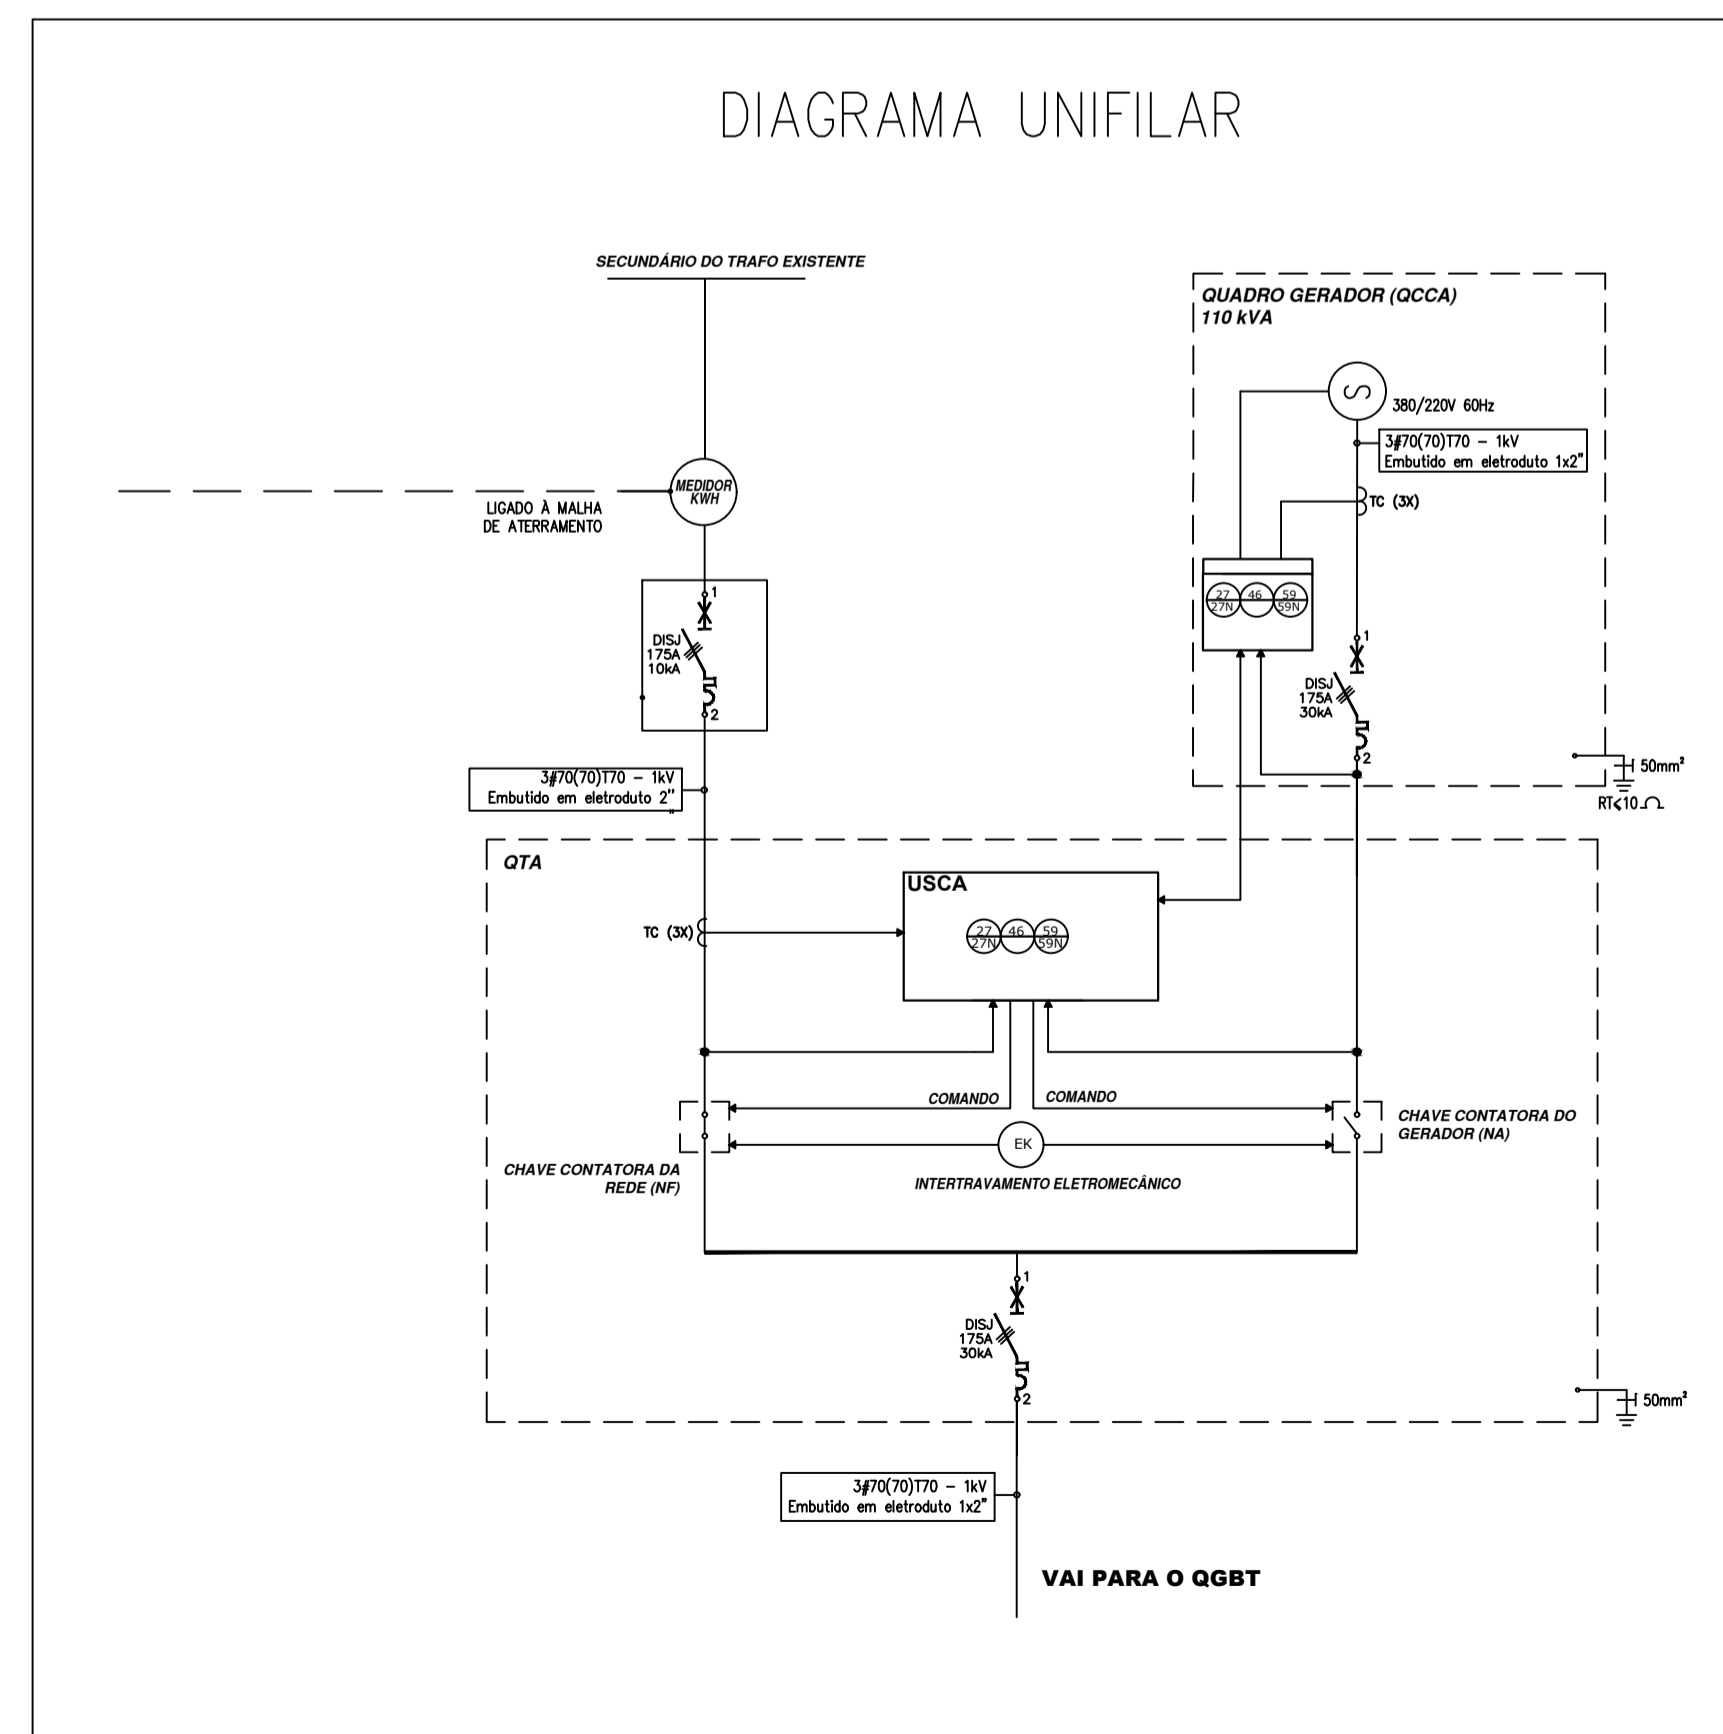 DIAGRAMA UNIFILAR
SECUNDÁRIO DO TRAFO EXISTENTE
QUADRO GERADOR (QCCA)
110 kVA
S
380/220V 60Hz
3#70(70)T70 - 1kV
Embutido em eletroduto 1x2"
TC (3X)
MEDIDOR
KWH
LIGADO À MALHA
DE ATERRAMENTO
27 46 59
27N 59N
1
DISJ
175A
10kA
2
1
DISJ
175A
30kA
2
50mm²
RT<10Ω
3#70(70)T70 - 1kV
Embutido em eletroduto 2"
"
QTA
USCA
27 46 59
27N 59N
TC (3X)
COMANDO COMANDO
CHAVE CONTATORA DO
GERADOR (NA)
EK
CHAVE CONTATORA DA
REDE (NF)
INTERTRAVAMENTO ELETROMECÂNICO
1
DISJ
175A
30kA
2
50mm²
3#70(70)T70 - 1kV
Embutido em eletroduto 1x2"
VAI PARA O QGBT